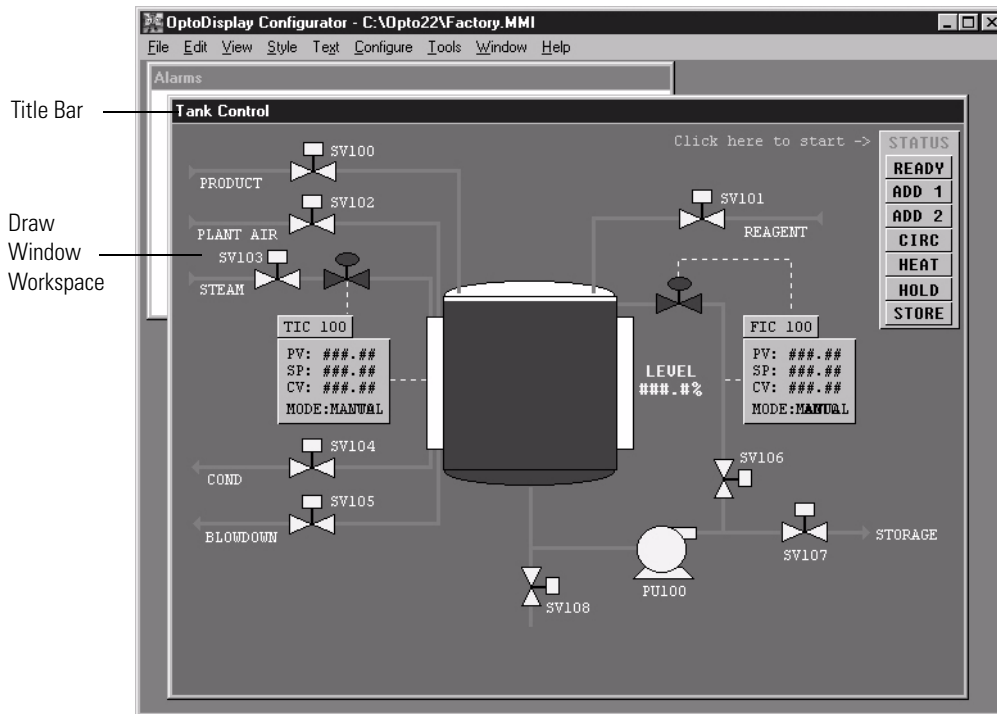 OptoDisplay Configurator - C:\Opto22\Factory.MMI
File Edit View Style Text Configure Tools Window Help
Alarms
Title Bar
Tank Control
Click here to start ->
STATUS
READY
ADD 1
ADD 2
CIRC
HEAT
HOLD
STORE
SV100
PRODUCT
SV102
PLANT AIR
SV101
REAGENT
Draw
Window
Workspace
SV103
STEAM
TIC 100
PV: ###.##
SP: ###.##
CV: ###.##
MODE:MANUAL
LEVEL
###.#%
FIC 100
PV: ###.##
SP: ###.##
CV: ###.##
MODE:MANUAL
SV104
COND
SV105
BLOWDOWN
SV106
SV107
STORAGE
PU100
SV108